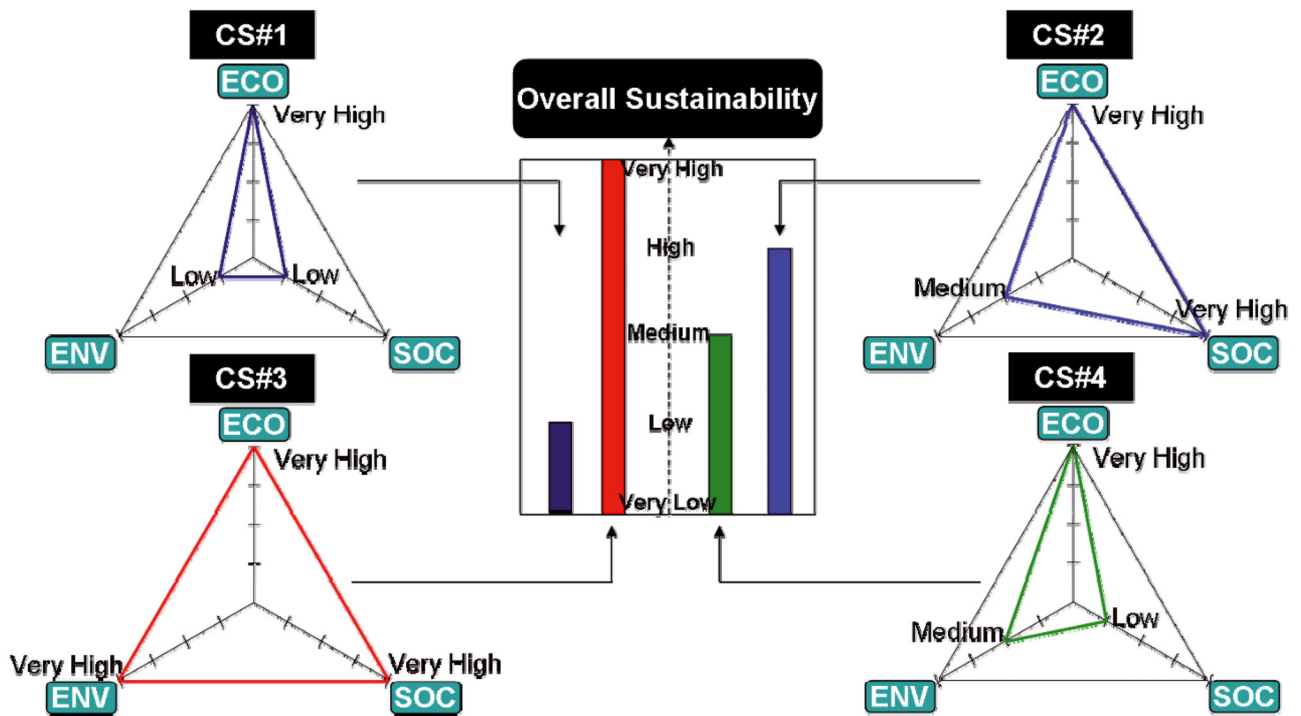 CS#1
ECO
Very High
Low
Low
ENV
SOC
Overall Sustainability
Very High
High
Medium
Low
Very Low
CS#2
ECO
Very High
Medium
Very High
ENV
SOC
CS#3
ECO
Very High
Very High
Very High
ENV
SOC
CS#4
ECO
Very High
Medium
Low
ENV
SOC